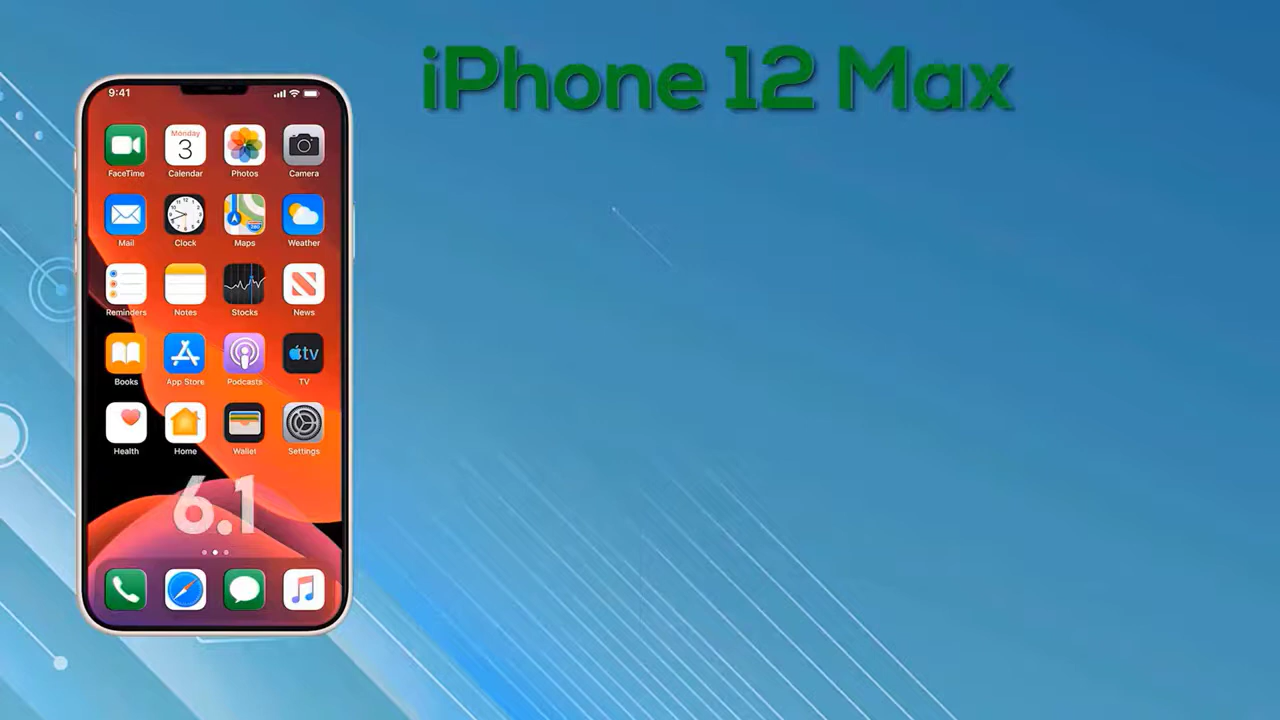 iPhone 12 Max
9:41
Monday
3
FaceTime Calendar Photos Camera
Mail Clock Maps Weather
280
Reminders Notes Stocks News
tv
Books App Store Podcasts TV
Health Home Wallet Settings
6.1